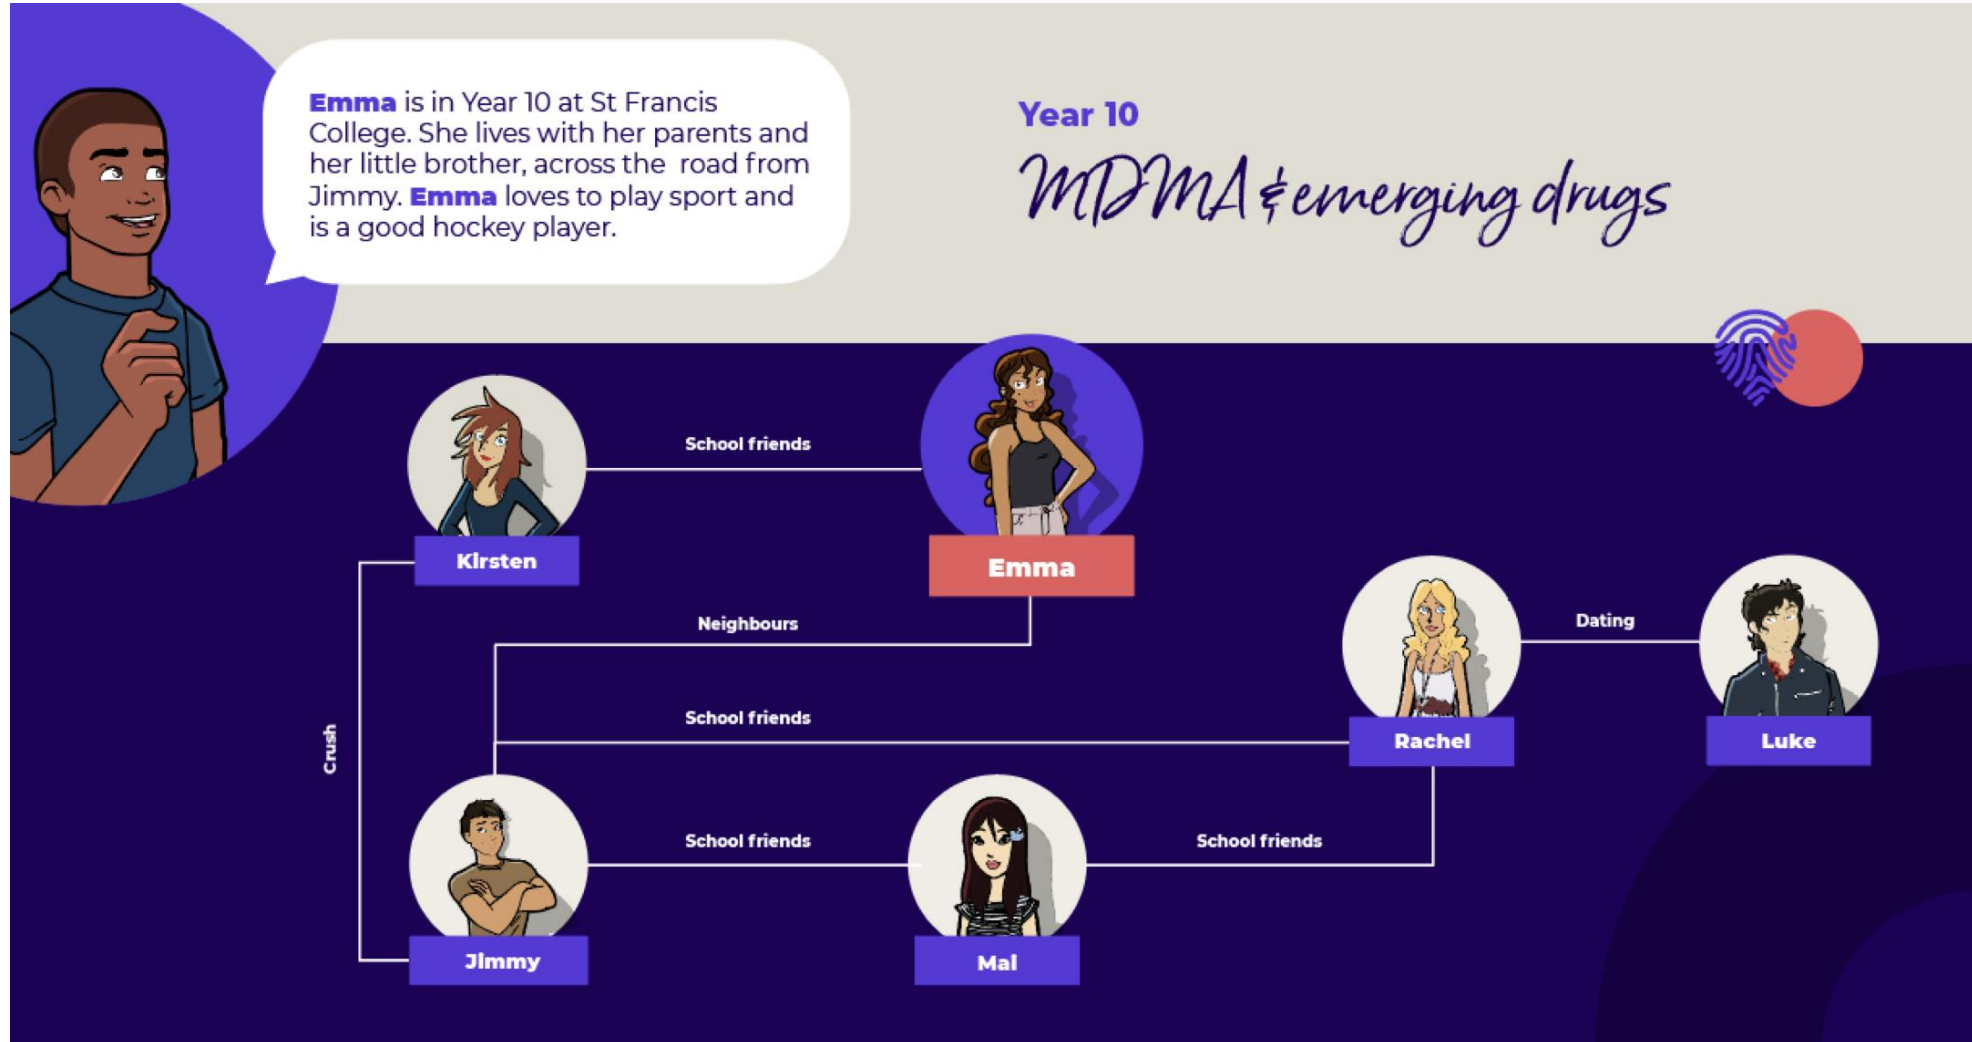 Emma is in Year 10 at St Francis
College. She lives with her parents and
her little brother, across the road from
Jimmy. Emma loves to play sport and
is a good hockey player.
Year 10
MDMA & emerging drugs
School friends
Kirsten
Emma
Neighbours
Dating
School friends
Rachel
Luke
Crush
School friends
School friends
Jimmy
Mai